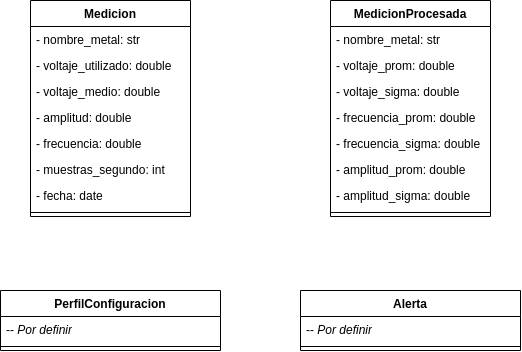 Medicion
- nombre_metal: str
- voltaje_utilizado: double
- voltaje_medio: double
- amplitud: double
- frecuencia: double
- muestras_segundo: int
- fecha: date
MedicionProcesada
- nombre_metal: str
- voltaje_prom: double
- voltaje_sigma: double
- frecuencia_prom: double
- frecuencia_sigma: double
- amplitud_prom: double
- amplitud_sigma: double
PerfilConfiguracion
-- Por definir
Alerta
-- Por definir